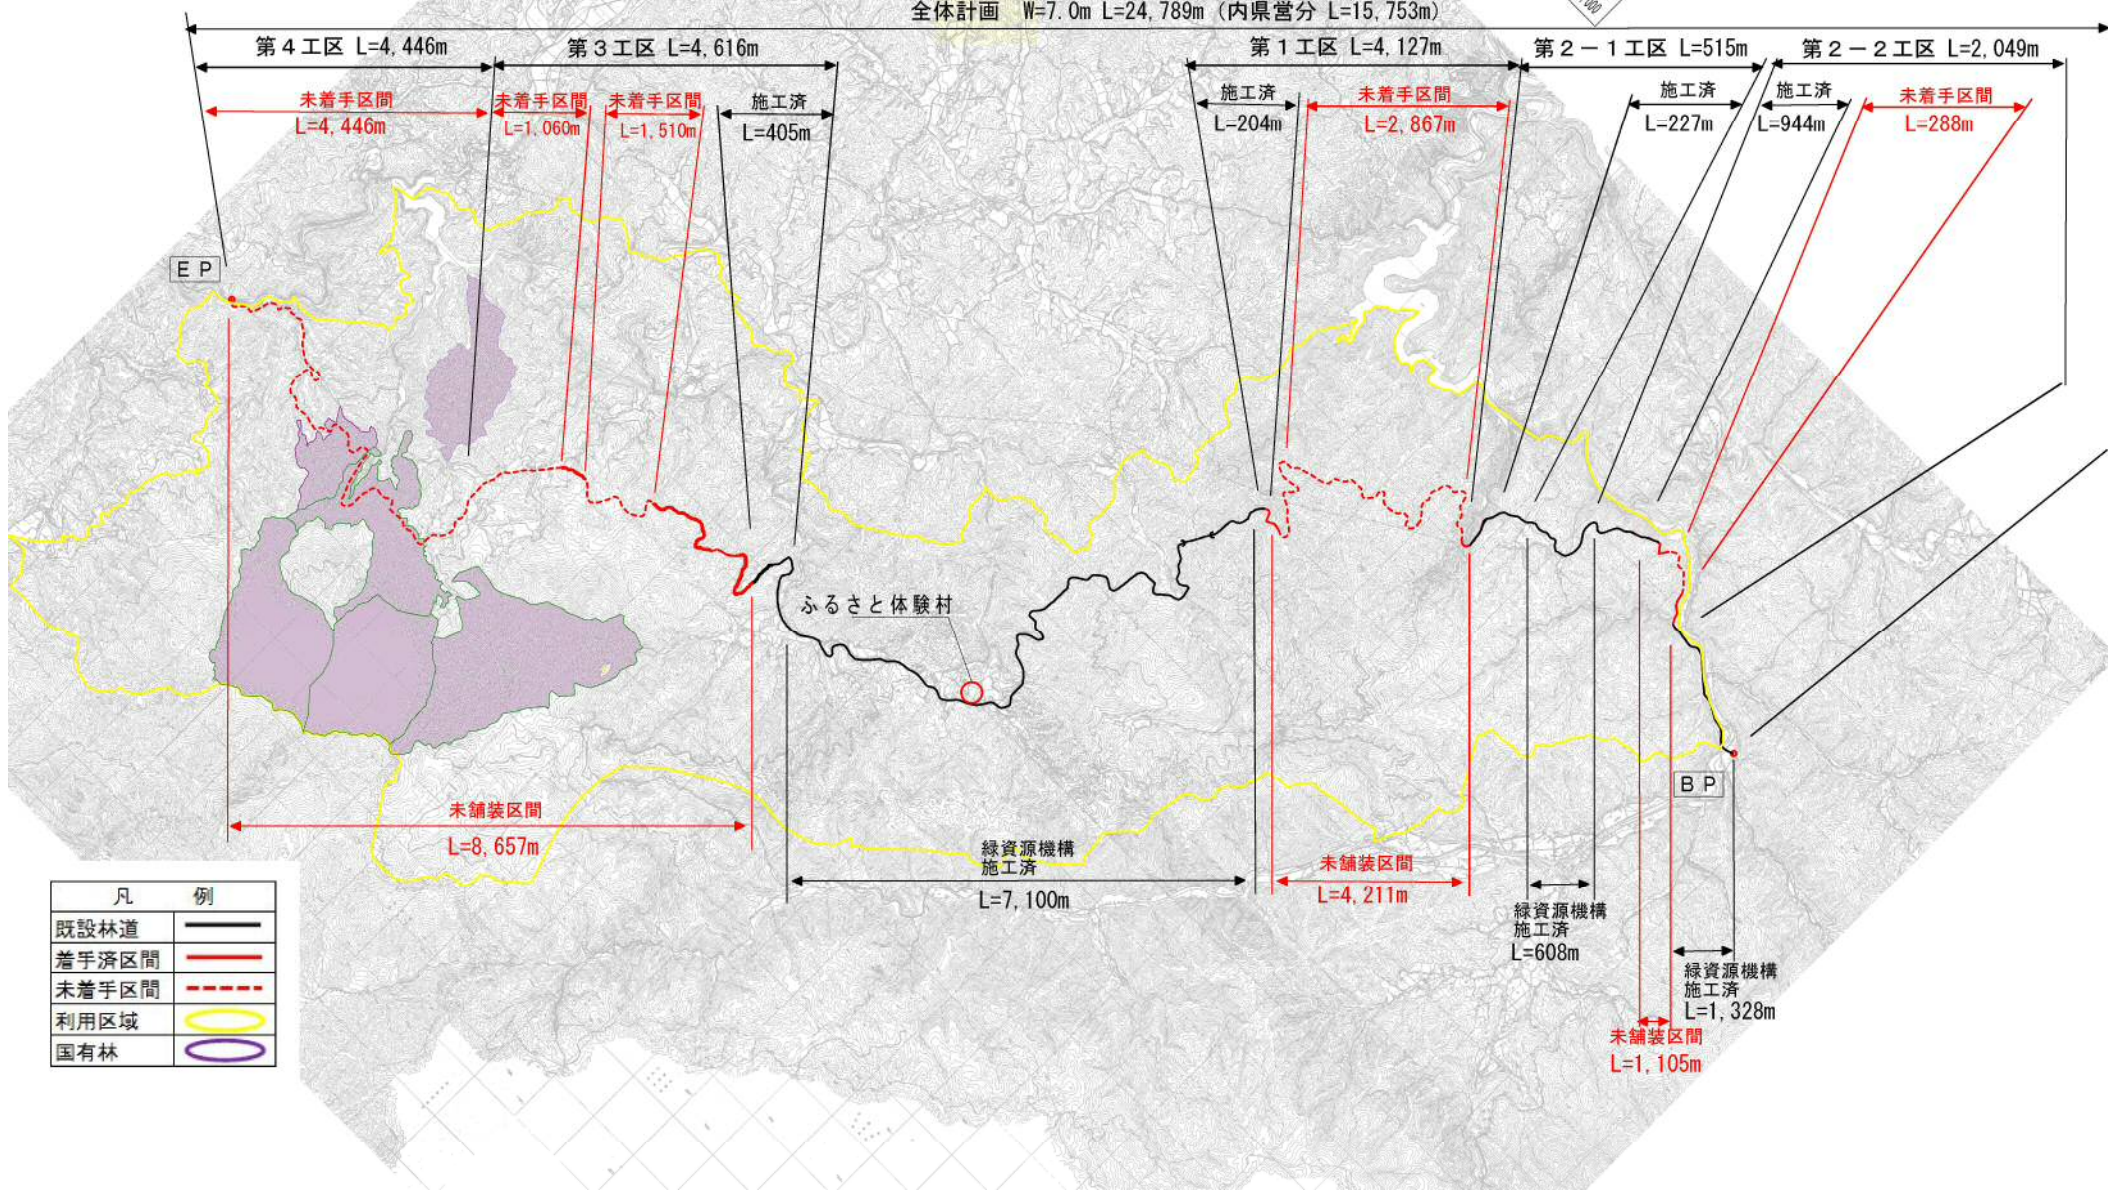 全体計画 W=7.0m L=24,789m（内県営分 L=15,753m）
第４工区 L=4,446m
第３工区 L=4,616m
第１工区 L=4,127m
第２－１工区 L=515m
第２－２工区 L=2,049m
未着手区間
L=4,446m
未着手区間
L=1,060m
未着手区間
L=1,510m
施工済
L=405m
施工済
L=204m
未着手区間
L=2,867m
施工済
L=227m
施工済
L=944m
未着手区間
L=288m
ＥＰ
ふるさと体験村
ＢＰ
未舗装区間
L=8,657m
緑資源機構
施工済
L=7,100m
未舗装区間
L=4,211m
緑資源機構
施工済
L=608m
緑資源機構
施工済
L=1,328m
未舗装区間
L=1,105m
凡 例
既設林道
着手済区間
未着手区間
利用区域
国有林